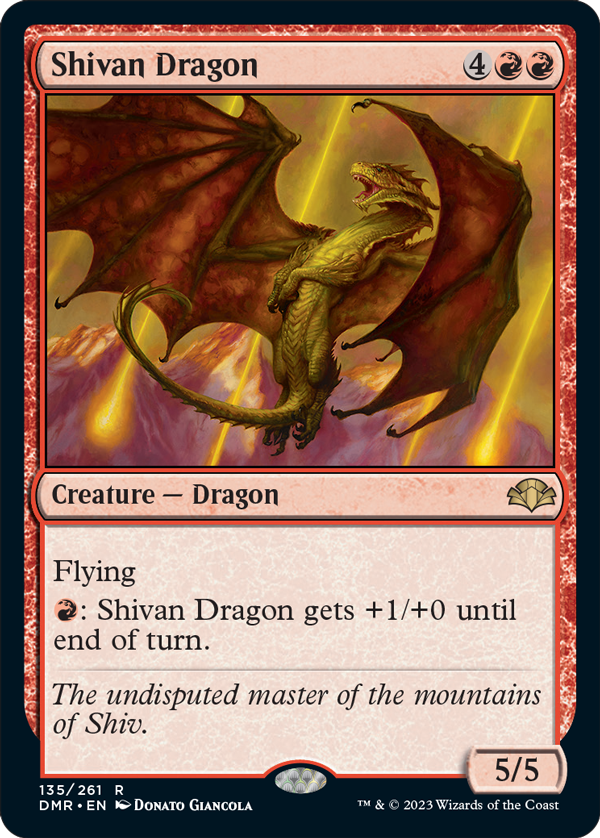 Shivan Dragon 4
Creature — Dragon
Flying
: Shivan Dragon gets +1/+0 until
end of turn.
The undisputed master of the mountains
of Shiv.
5/5
135/261 R
DMR • EN Donato Giancola
™ & © 2023 Wizards of the Coast